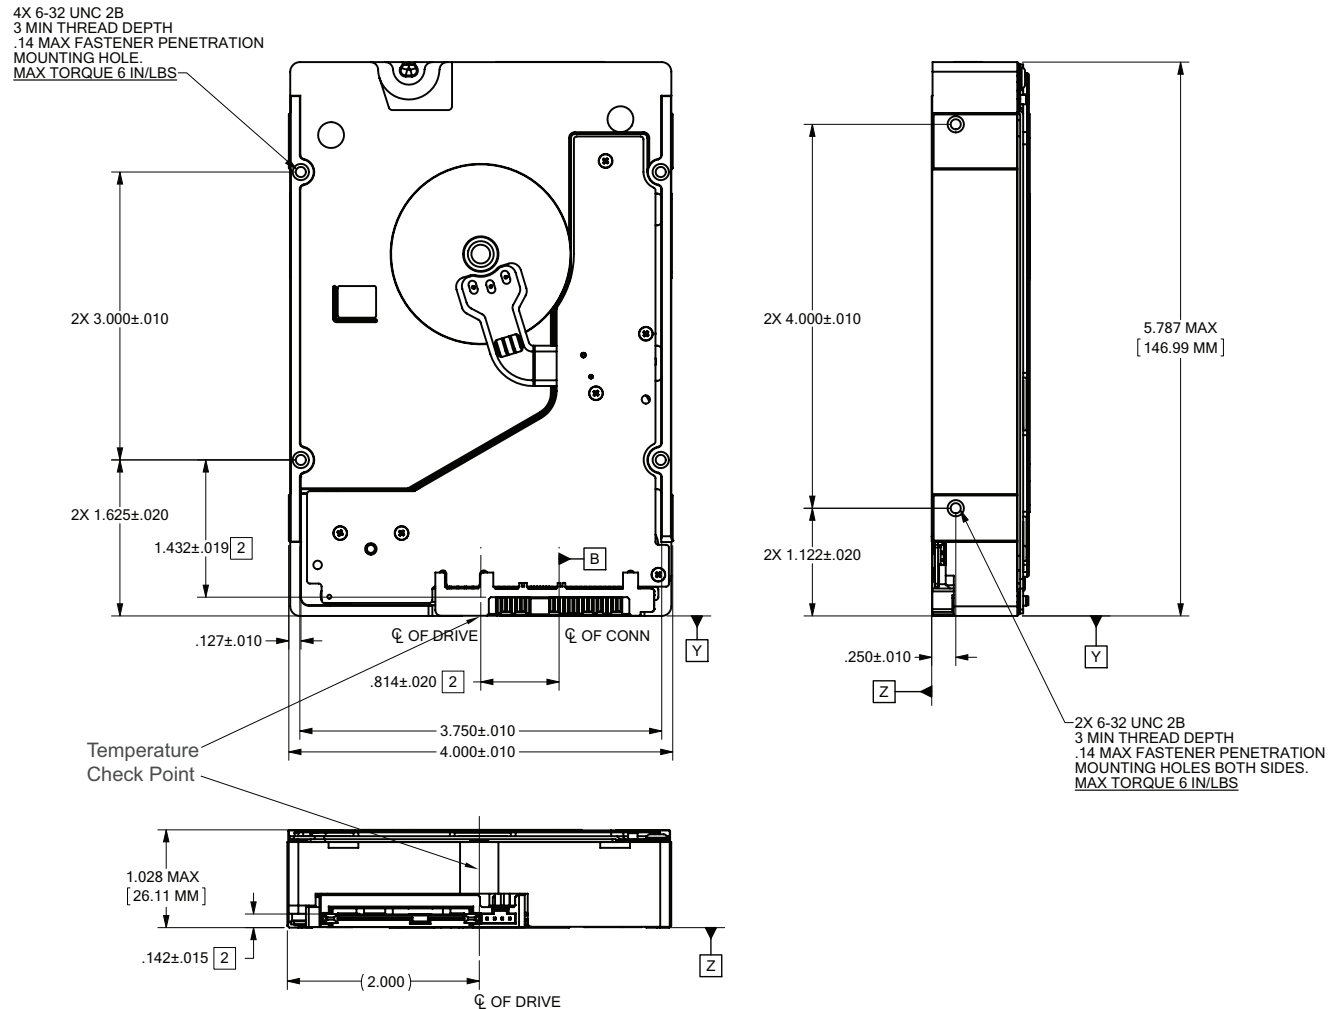 4X 6-32 UNC 2B
3 MIN THREAD DEPTH
.14 MAX FASTENER PENETRATION
MOUNTING HOLE.
MAX TORQUE 6 IN/LBS
2X 3.000±.010
2X 1.625±.020
1.432±.019 2
B
.127±.010
℄ OF DRIVE
℄ OF CONN
Y
.814±.020 2
3.750±.010
4.000±.010
Temperature
Check Point
2X 4.000±.010
5.787 MAX
[146.99 MM]
2X 1.122±.020
.250±.010
Y
Z
2X 6-32 UNC 2B
3 MIN THREAD DEPTH
.14 MAX FASTENER PENETRATION
MOUNTING HOLES BOTH SIDES.
MAX TORQUE 6 IN/LBS
1.028 MAX
[26.11 MM]
.142±.015 2
Z
(2.000)
℄ OF DRIVE